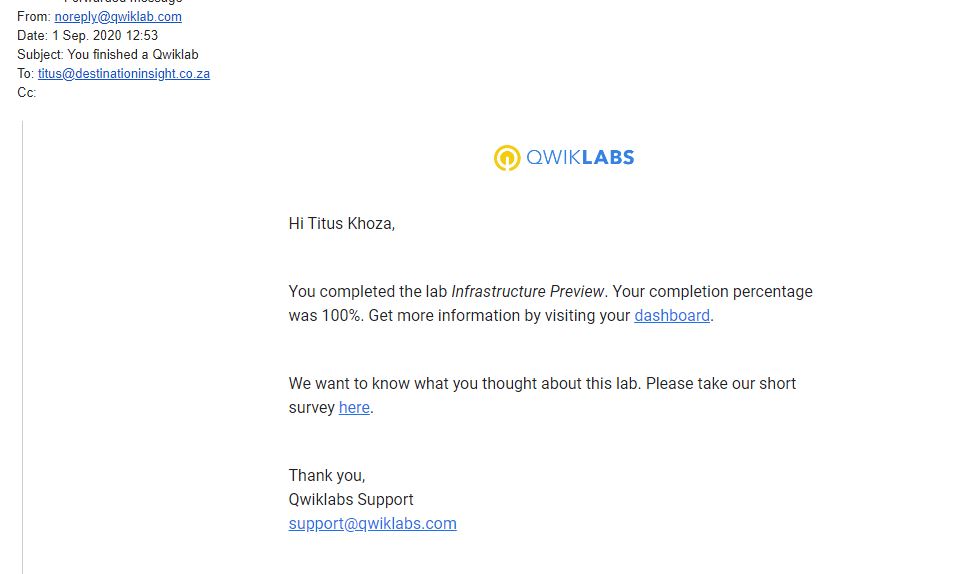 Forwarded message
From: noreply@qwiklab.com
Date: 1 Sep. 2020 12:53
Subject: You finished a Qwiklab
To: titus@destinationinsight.co.za
Cc:
QWIKLABS
Hi Titus Khoza,
You completed the lab Infrastructure Preview. Your completion percentage
was 100%. Get more information by visiting your dashboard.
We want to know what you thought about this lab. Please take our short
survey here.
Thank you,
Qwiklabs Support
support@qwiklabs.com